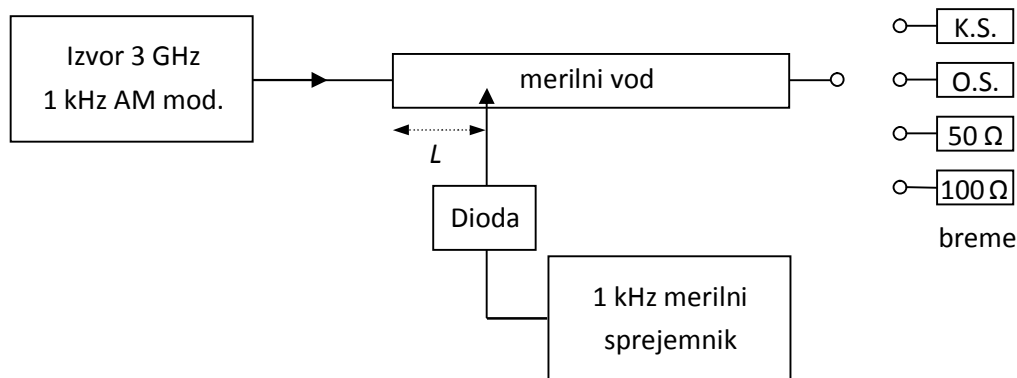 Izvor 3 GHz
1 kHz AM mod.
merilni vod
L
Dioda
1 kHz merilni
sprejemnik
K.S.
O.S.
50 Ω
100 Ω
breme